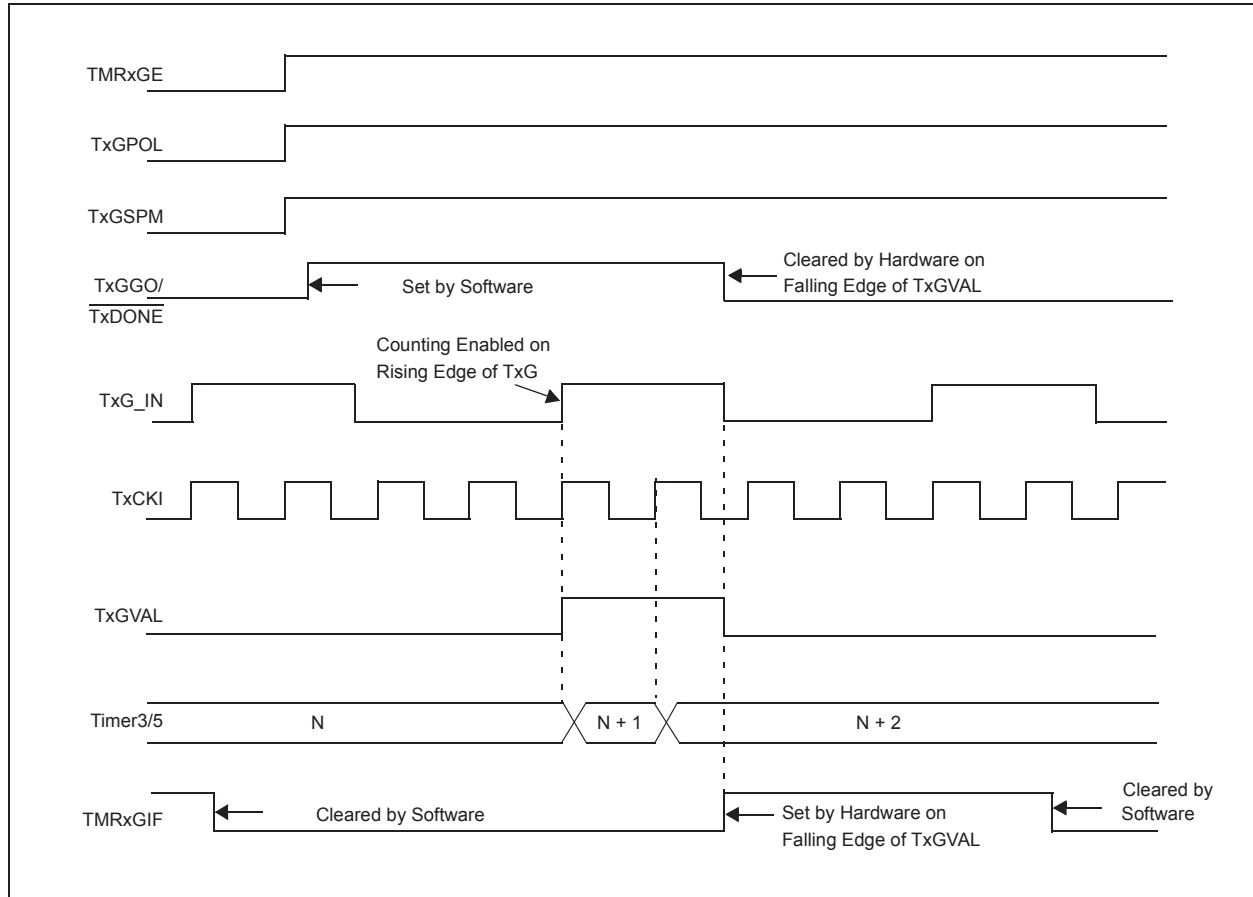 TMRxGE
TxGPOL
TxGSPM
TxGGO/
TxDONE
Set by Software
Cleared by Hardware on
Falling Edge of TxGVAL
Counting Enabled on
Rising Edge of TxG
TxG_IN
TxCKI
TxGVAL
Timer3/5
N
N + 1
N + 2
TMRxGIF
Cleared by Software
Set by Hardware on
Falling Edge of TxGVAL
Cleared by
Software